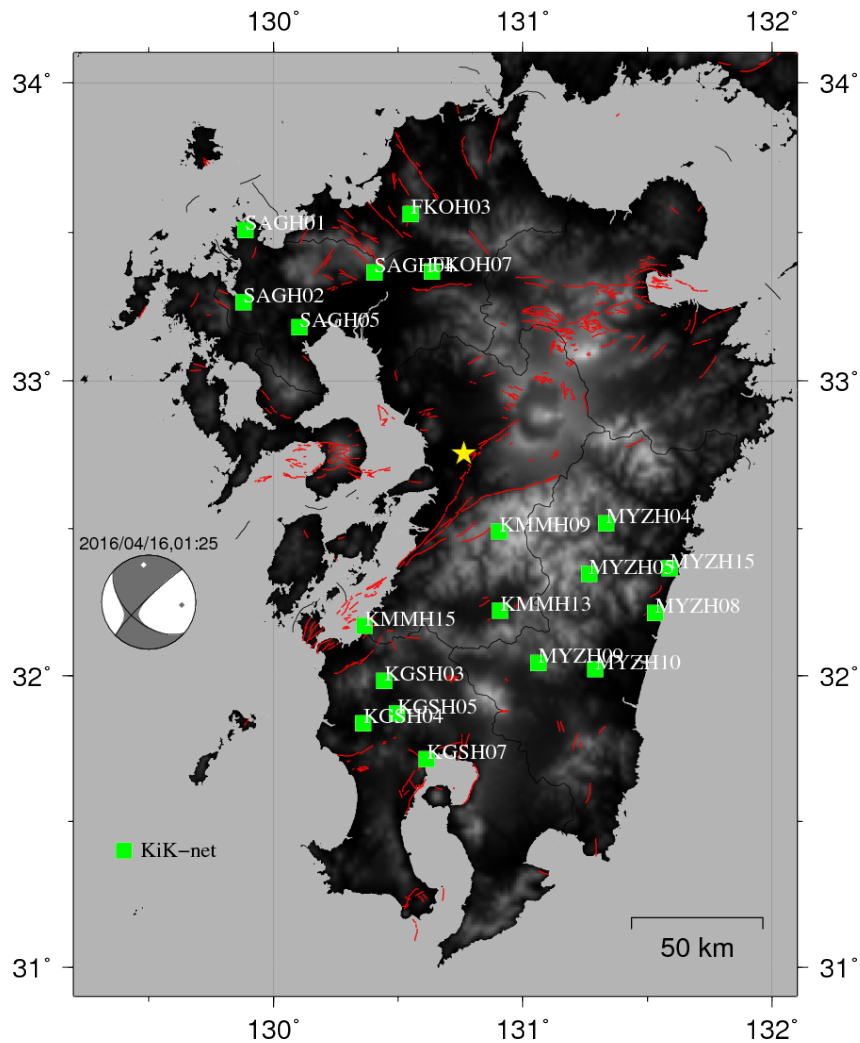 130˚
131˚
132˚
34˚
34˚
FKOH03
SAGH01
SAGH04
FKOH07
SAGH02
SAGH05
33˚
33˚
KMMH09
MYZH04
2016/04/16,01:25
MYZH05
MYZH15
KMMH13
MYZH08
KMMH15
MYZH09
MYZH10
32˚
32˚
KGSH03
KGSH05
KGSH04
KGSH07
KiK−net
50 km
31˚
31˚
130˚
131˚
132˚